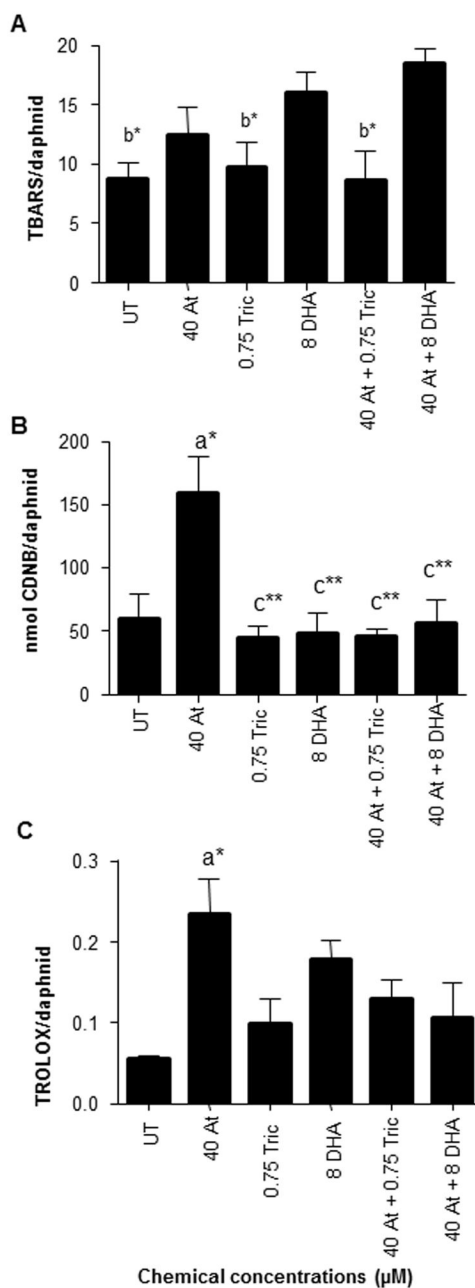 A
TBARS/daphnid
20
15
10
5
0
b*
b*
b*
UT
40 At
0.75 Tric
8 DHA
40 At + 0.75 Tric
40 At + 8 DHA
B
nmol CDNB/daphnid
200
150
100
50
0
a*
c**
c**
c**
c**
UT
40 At
0.75 Tric
8 DHA
40 At + 0.75 Tric
40 At + 8 DHA
C
TROLOX/daphnid
0.3
0.2
0.1
0.0
a*
UT
40 At
0.75 Tric
8 DHA
40 At + 0.75 Tric
40 At + 8 DHA
Chemical concentrations (µM)